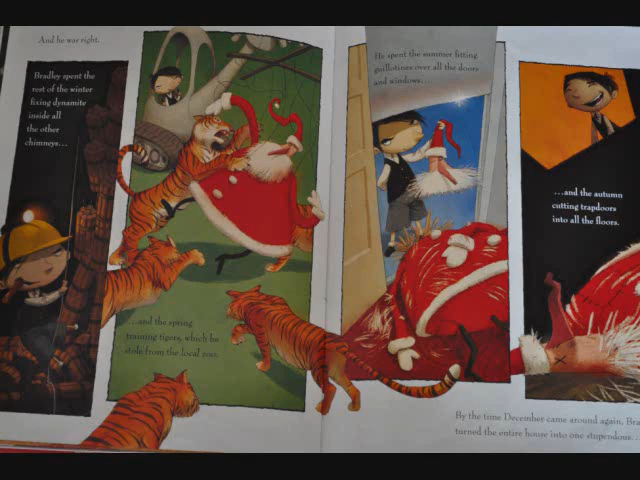 And he was right.
Bradley spent the
rest of the winter
fixing dynamite
inside all
the other
chimneys...
...and the spring
training tigers, which he
stole from the local zoo.
He spent the summer fitting
guillotines over all the doors
and windows...
...and the autumn
cutting trapdoors
into all the floors.
By the time December came around again, Bra
turned the entire house into one stupendous...